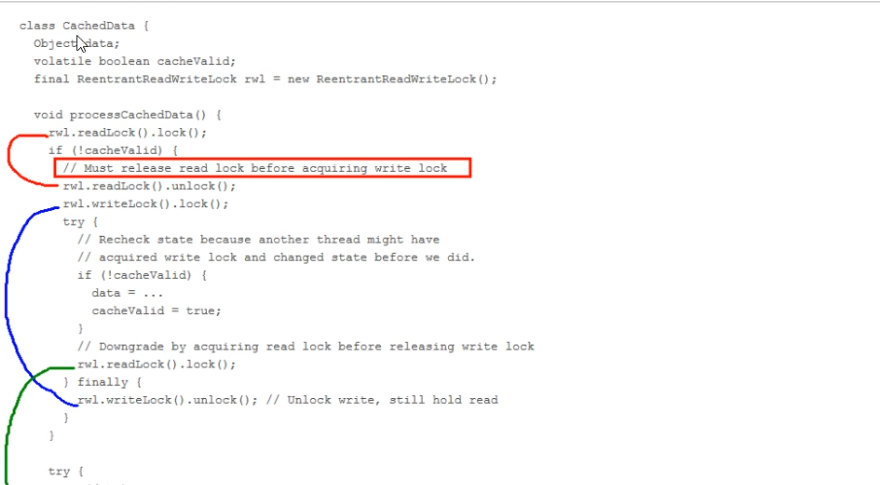 class CachedData {
Object data;
volatile boolean cacheValid;
final ReentrantReadWriteLock rwl = new ReentrantReadWriteLock();
void processCachedData() {
rwl.readLock().lock();
if (!cacheValid) {
// Must release read lock before acquiring write lock
rwl.readLock().unlock();
rwl.writeLock().lock();
try {
// Recheck state because another thread might have
// acquired write lock and changed state before we did.
if (!cacheValid) {
data = ...
cacheValid = true;
}
// Downgrade by acquiring read lock before releasing write lock
rwl.readLock().lock();
} finally {
rwl.writeLock().unlock(); // Unlock write, still hold read
}
}
try {